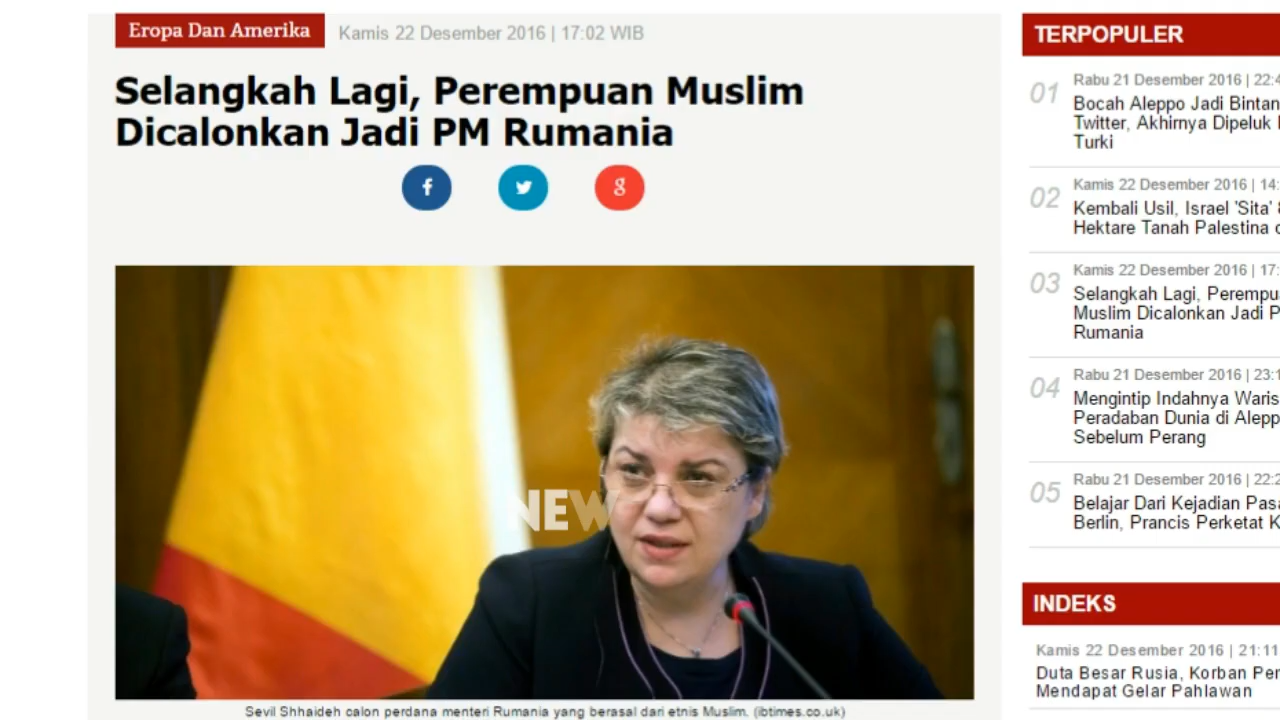 Eropa Dan Amerika
Kamis 22 Desember 2016 | 17:02 WIB
Selangkah Lagi, Perempuan Muslim
Dicalonkan Jadi PM Rumania
f
g
NEW
Sevil Shhaideh calon perdana menteri Rumania yang berasal dari etnis Muslim. (ibtimes.co.uk)
TERPOPULER
01
Rabu 21 Desember 2016 | 22:4
Bocah Aleppo Jadi Bintan
Twitter, Akhirnya Dipeluk
Turki
02
Kamis 22 Desember 2016 | 14:
Kembali Usil, Israel 'Sita'
Hektare Tanah Palestina
03
Kamis 22 Desember 2016 | 17:
Selangkah Lagi, Perempu
Muslim Dicalonkan Jadi P
Rumania
04
Rabu 21 Desember 2016 | 23:1
Mengintip Indahnya Waris
Peradaban Dunia di Alepp
Sebelum Perang
05
Rabu 21 Desember 2016 | 22:2
Belajar Dari Kejadian Pasa
Berlin, Prancis Perketat K
INDEKS
Kamis 22 Desember 2016 | 21:11
Duta Besar Rusia, Korban Per
Mendapat Gelar Pahlawan